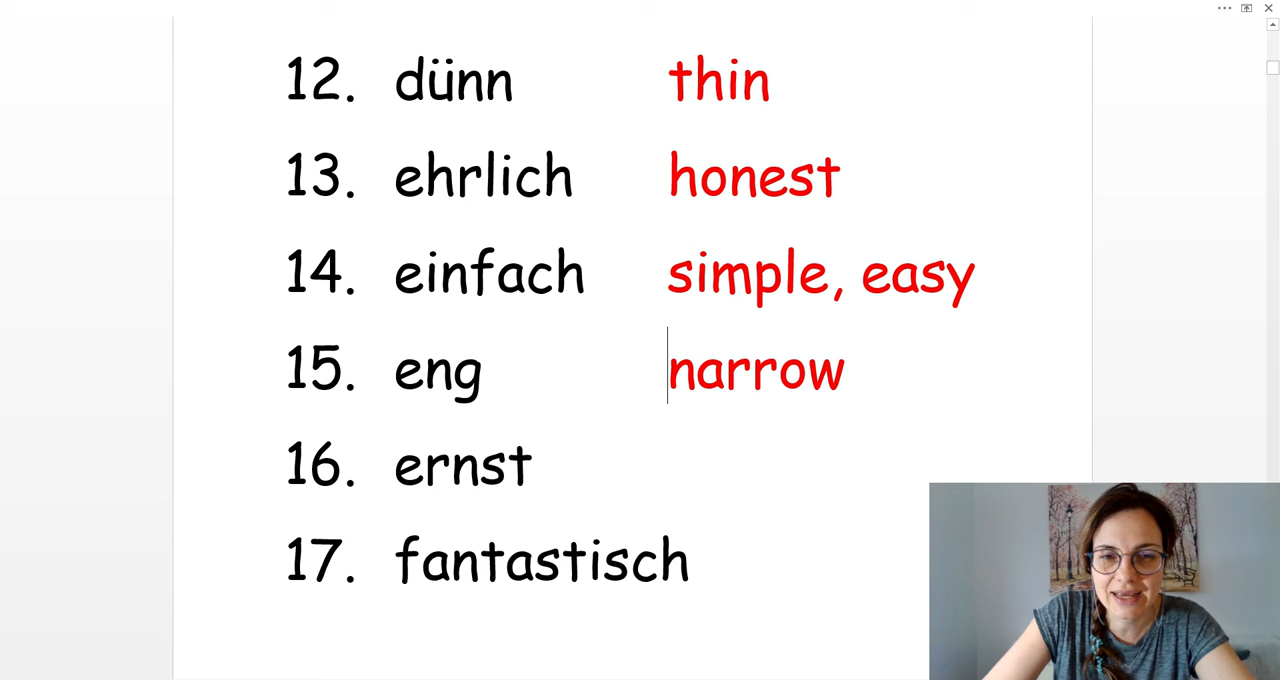 12. dünn thin
13. ehrlich honest
14. einfach simple, easy
15. eng narrow
16. ernst
17. fantastisch